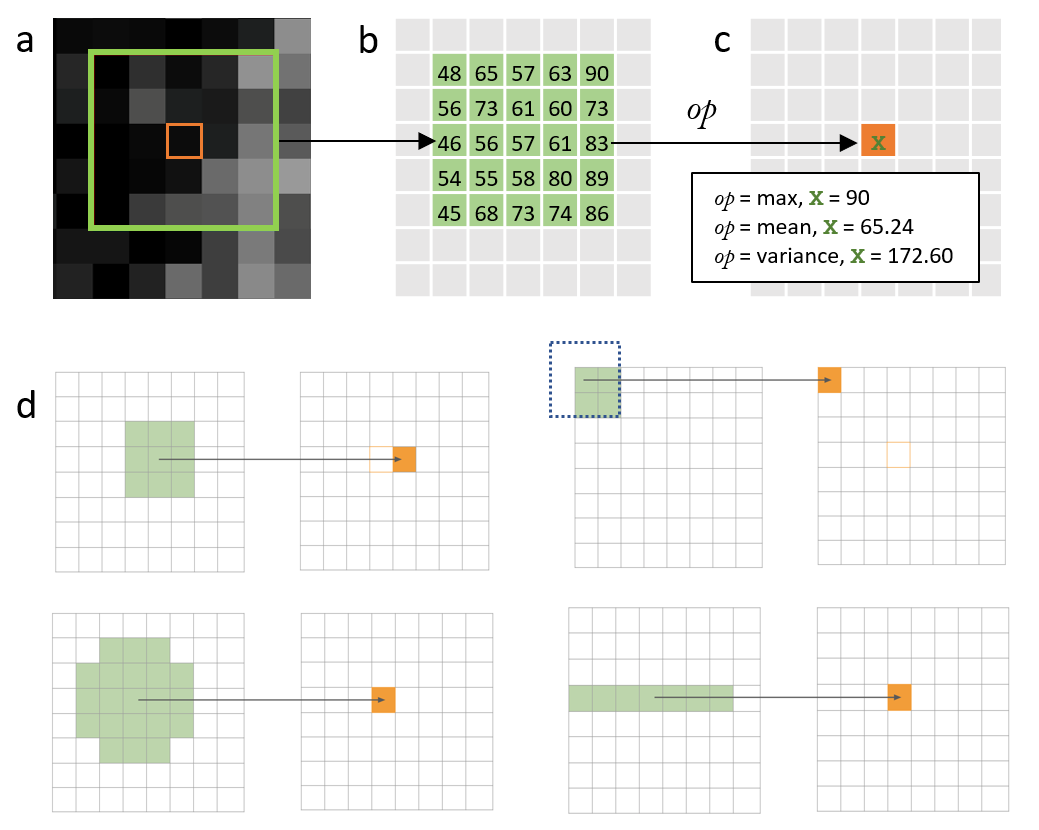 a
b
c
48 65 57 63 90
56 73 61 60 73
46 56 57 61 83
54 55 58 80 89
45 68 73 74 86
op
x
op = max, x = 90
op = mean, x = 65.24
op = variance, x = 172.60
d